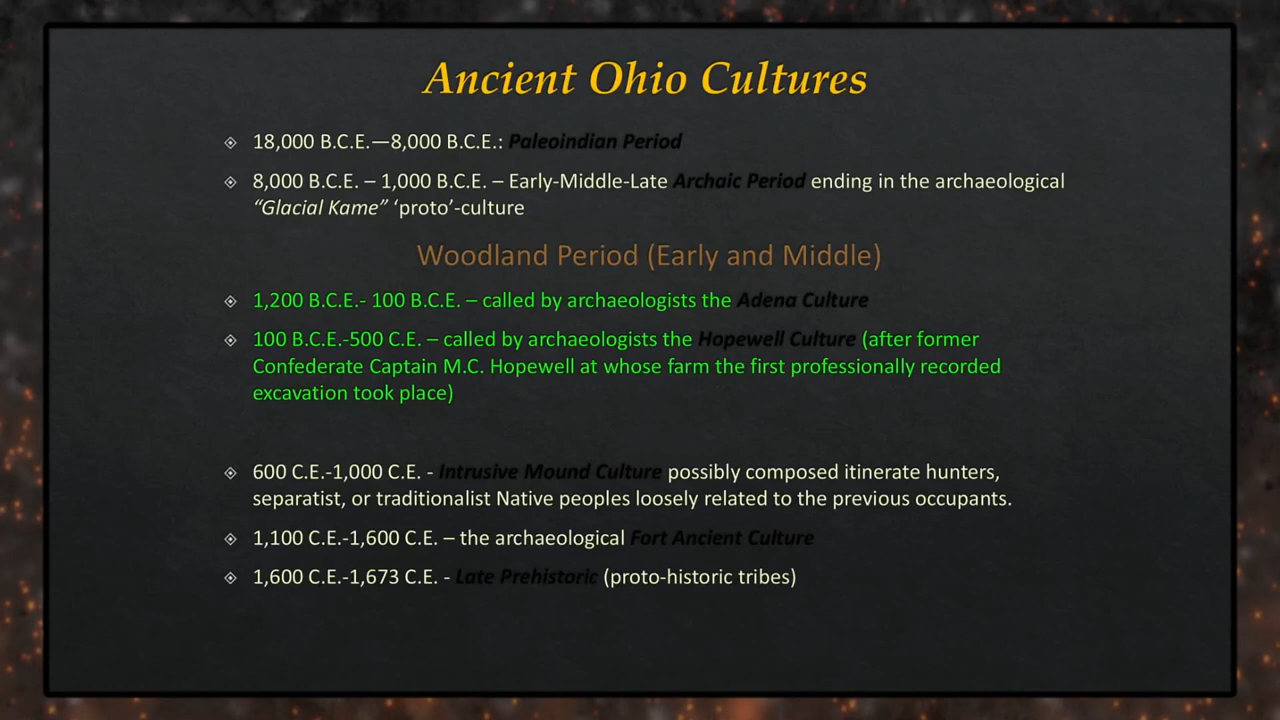 Ancient Ohio Cultures
18,000 B.C.E.—8,000 B.C.E.: Paleoindian Period
8,000 B.C.E. – 1,000 B.C.E. – Early-Middle-Late Archaic Period ending in the archaeological
“Glacial Kame” ‘proto’-culture
Woodland Period (Early and Middle)
1,200 B.C.E.- 100 B.C.E. – called by archaeologists the Adena Culture
100 B.C.E.-500 C.E. – called by archaeologists the Hopewell Culture (after former
Confederate Captain M.C. Hopewell at whose farm the first professionally recorded
excavation took place)
600 C.E.-1,000 C.E. - Intrusive Mound Culture possibly composed itinerate hunters,
separatist, or traditionalist Native peoples loosely related to the previous occupants.
1,100 C.E.-1,600 C.E. – the archaeological Fort Ancient Culture
1,600 C.E.-1,673 C.E. - Late Prehistoric (proto-historic tribes)